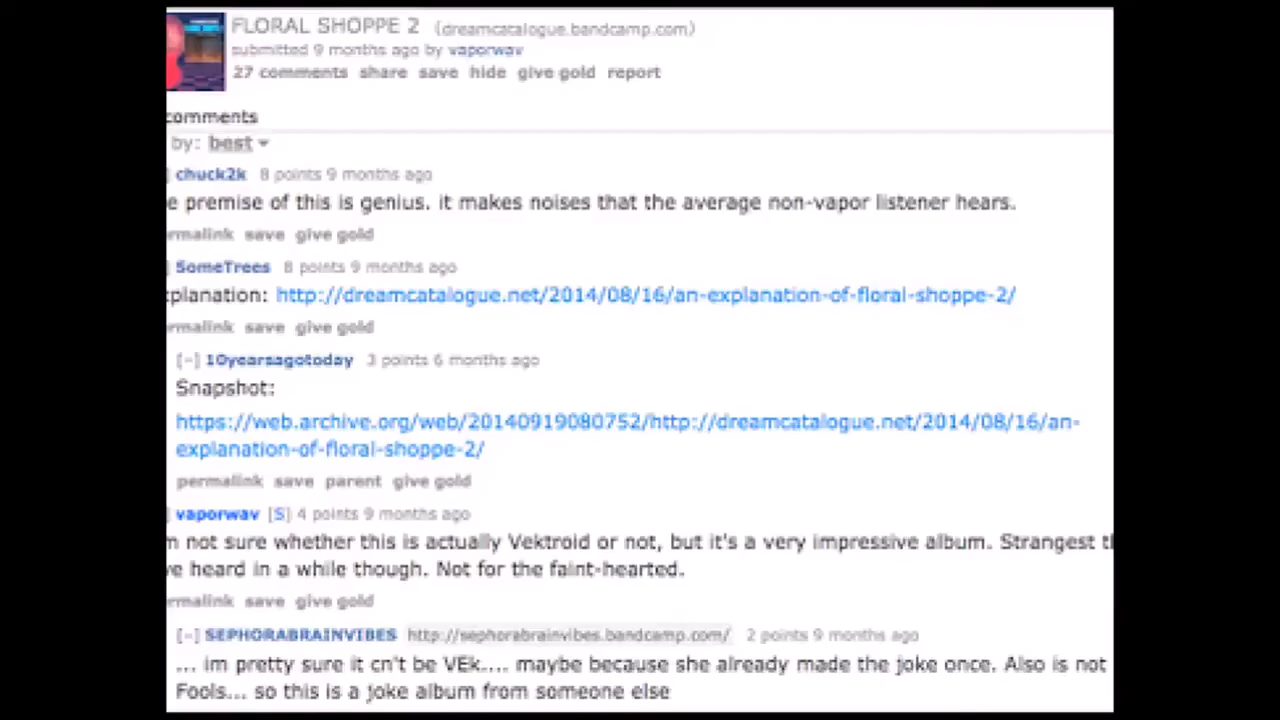 FLORAL SHOPPE 2 (dreamcatalogue.bandcamp.com)
submitted 9 months ago by vaporwav
27 comments share save hide give gold report
comments
by: best
] chuck2k 8 points 9 months ago
e premise of this is genius. it makes noises that the average non-vapor listener hears.
rmalink save give gold
] SomeTrees 8 points 9 months ago
xplanation: http://dreamcatalogue.net/2014/08/16/an-explanation-of-floral-shoppe-2/
rmalink save give gold
[-] 10yearsagotoday 3 points 6 months ago
Snapshot:
https://web.archive.org/web/20140919080752/http://dreamcatalogue.net/2014/08/16/an-
explanation-of-floral-shoppe-2/
permalink save parent give gold
] vaporwav [S] 4 points 9 months ago
m not sure whether this is actually Vektroid or not, but it's a very impressive album. Strangest t
ve heard in a while though. Not for the faint-hearted.
rmalink save give gold
[-] SEPHORABRAINVIBES http://sephorabrainvibes.bandcamp.com/ 2 points 9 months ago
... im pretty sure it cn't be VEk.... maybe because she already made the joke once. Also is not
Fools... so this is a joke album from someone else